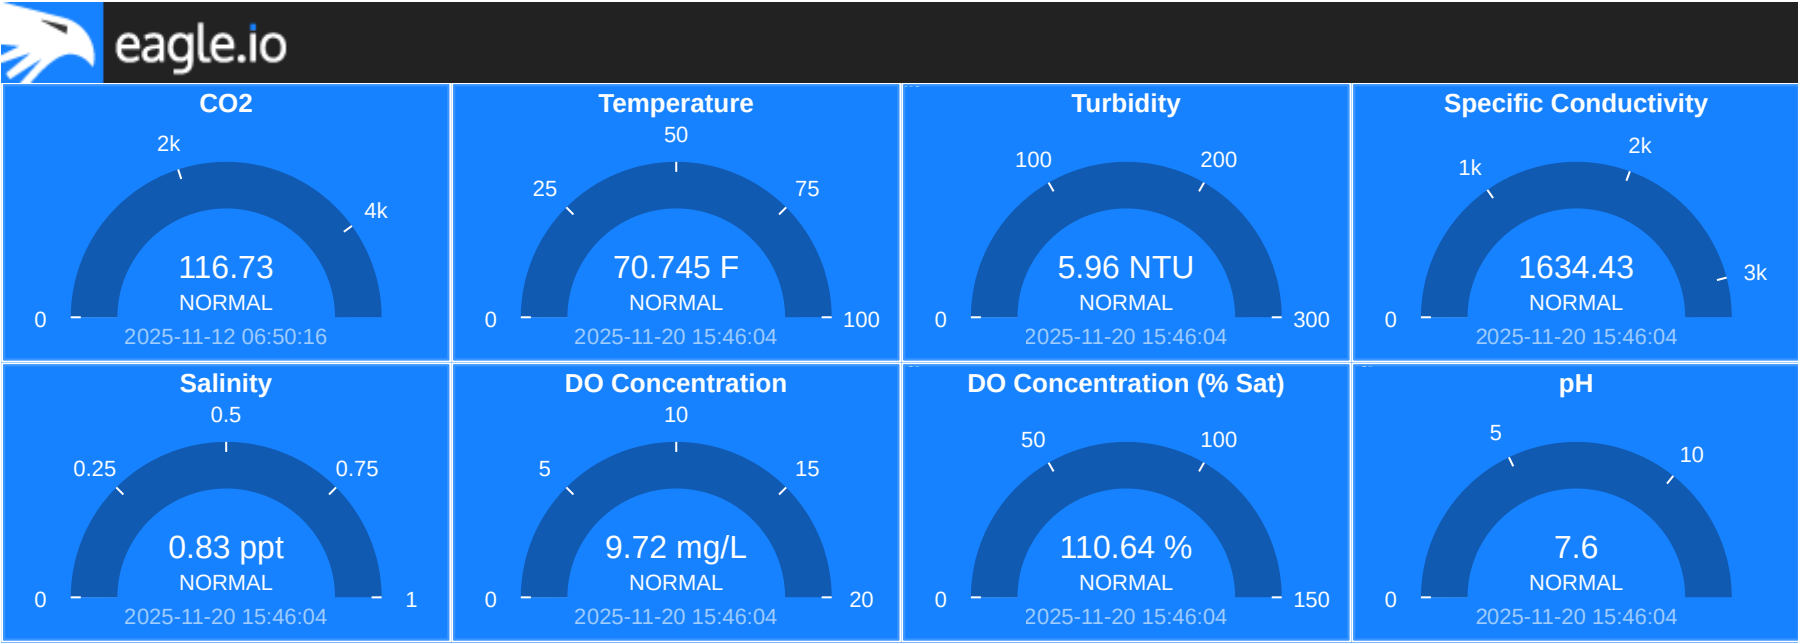 eagle.io
CO2
2k
4k
116.73
NORMAL
0
2025-11-12 06:50:16
Temperature
50
25
75
70.745 F
NORMAL
0
100
2025-11-20 15:46:04
Turbidity
100
200
5.96 NTU
NORMAL
0
300
2025-11-20 15:46:04
Specific Conductivity
2k
1k
1634.43
3k
NORMAL
0
2025-11-20 15:46:04
Salinity
0.5
0.25
0.75
0.83 ppt
NORMAL
0
1
2025-11-20 15:46:04
DO Concentration
10
5
15
9.72 mg/L
NORMAL
0
20
2025-11-20 15:46:04
DO Concentration (% Sat)
50
100
110.64 %
NORMAL
0
150
2025-11-20 15:46:04
pH
5
10
7.6
NORMAL
0
2025-11-20 15:46:04